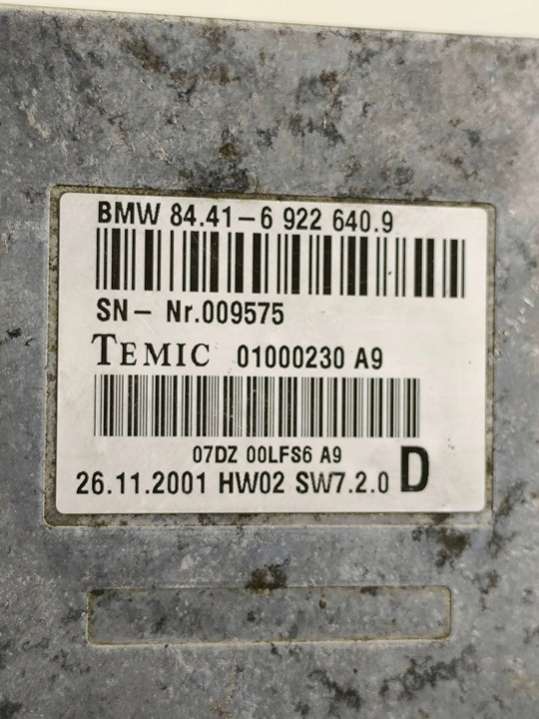 BMW 84.41-6 922 640.9
SN- Nr.009575
TEMIC 01000230 A9
07DZ 00LFS6 A9
26.11.2001 HW02 SW7.2.0 D